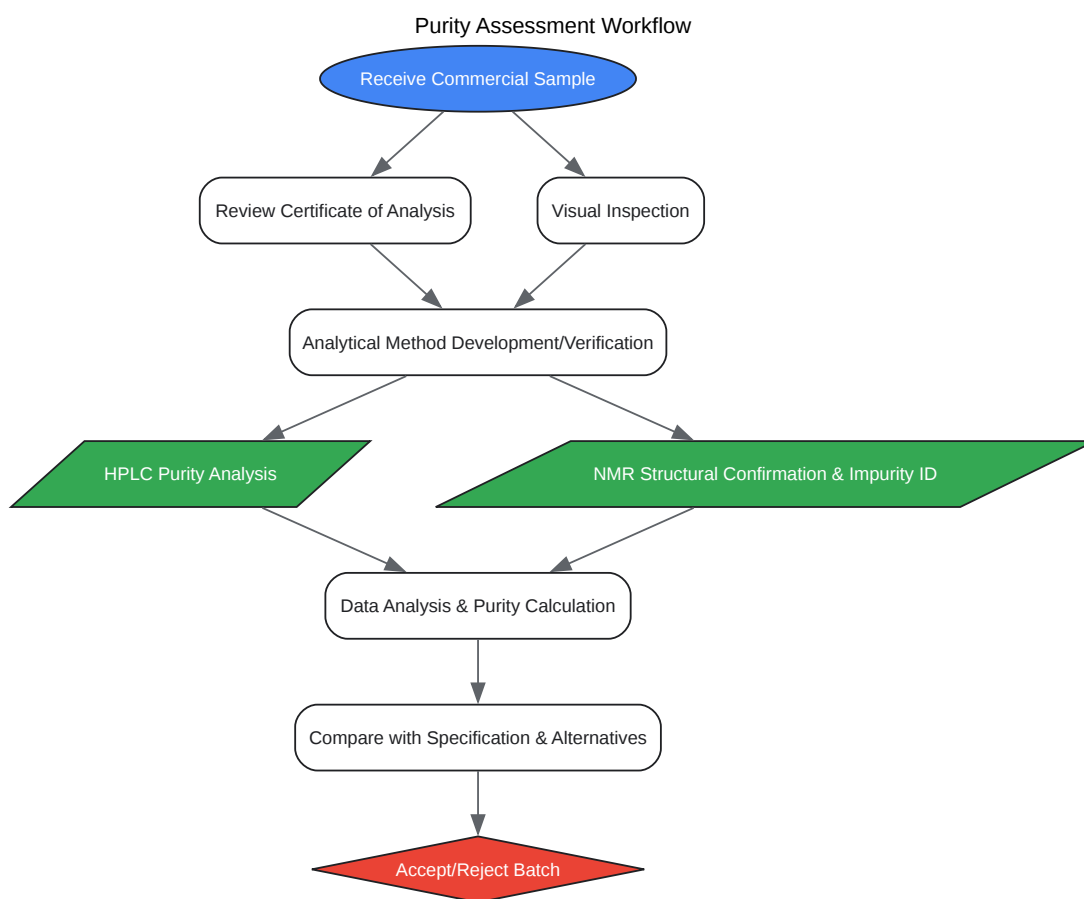 Purity Assessment Workflow
Receive Commercial Sample
Review Certificate of Analysis
Visual Inspection
Analytical Method Development/Verification
HPLC Purity Analysis
NMR Structural Confirmation & Impurity ID
Data Analysis & Purity Calculation
Compare with Specification & Alternatives
Accept/Reject Batch